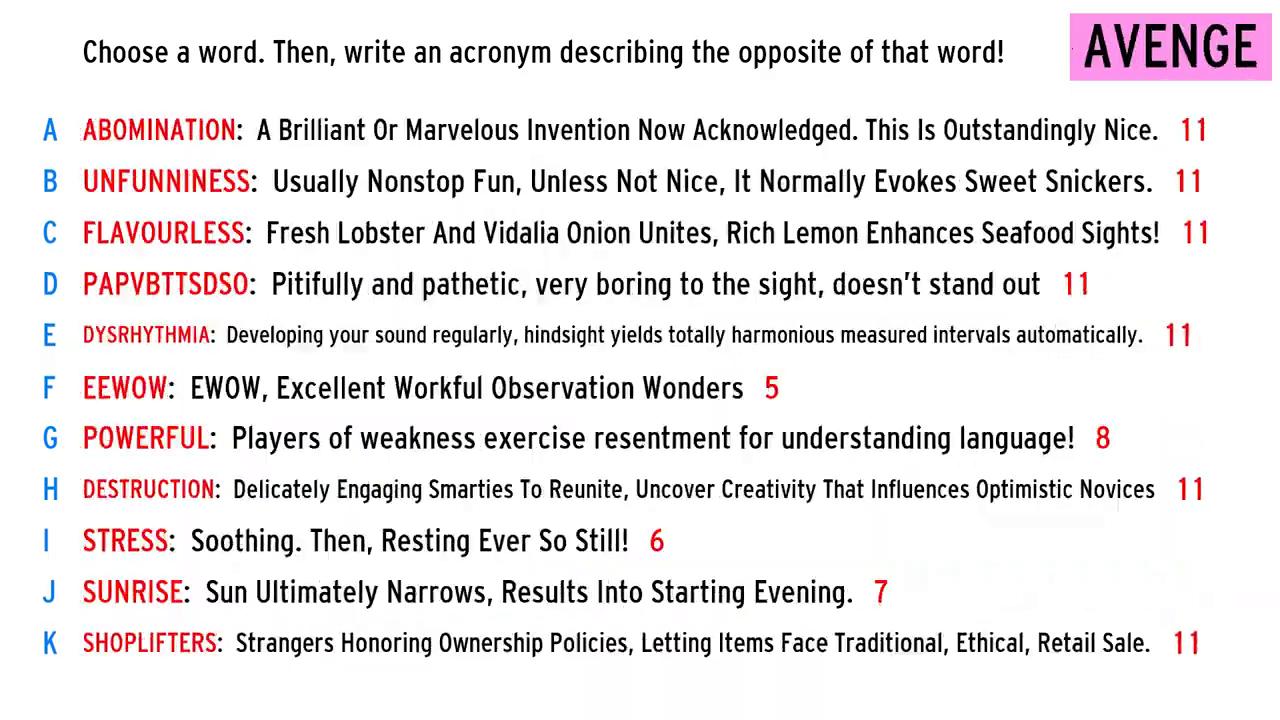 Choose a word. Then, write an acronym describing the opposite of that word!
AVENGE
A ABOMINATION: A Brilliant Or Marvelous Invention Now Acknowledged. This Is Outstandingly Nice. 11
B UNFUNNINESS: Usually Nonstop Fun, Unless Not Nice, It Normally Evokes Sweet Snickers. 11
C FLAVOURLESS: Fresh Lobster And Vidalia Onion Unites, Rich Lemon Enhances Seafood Sights! 11
D PAPVBTTSDSO: Pitifully and pathetic, very boring to the sight, doesn't stand out 11
E DYSRHYTHMIA: Developing your sound regularly, hindsight yields totally harmonious measured intervals automatically. 11
F EEWOW: EWOW, Excellent Workful Observation Wonders 5
G POWERFUL: Players of weakness exercise resentment for understanding language! 8
H DESTRUCTION: Delicately Engaging Smarties To Reunite, Uncover Creativity That Influences Optimistic Novices 11
I STRESS: Soothing. Then, Resting Ever So Still! 6
J SUNRISE: Sun Ultimately Narrows, Results Into Starting Evening. 7
K SHOPLIFTERS: Strangers Honoring Ownership Policies, Letting Items Face Traditional, Ethical, Retail Sale. 11